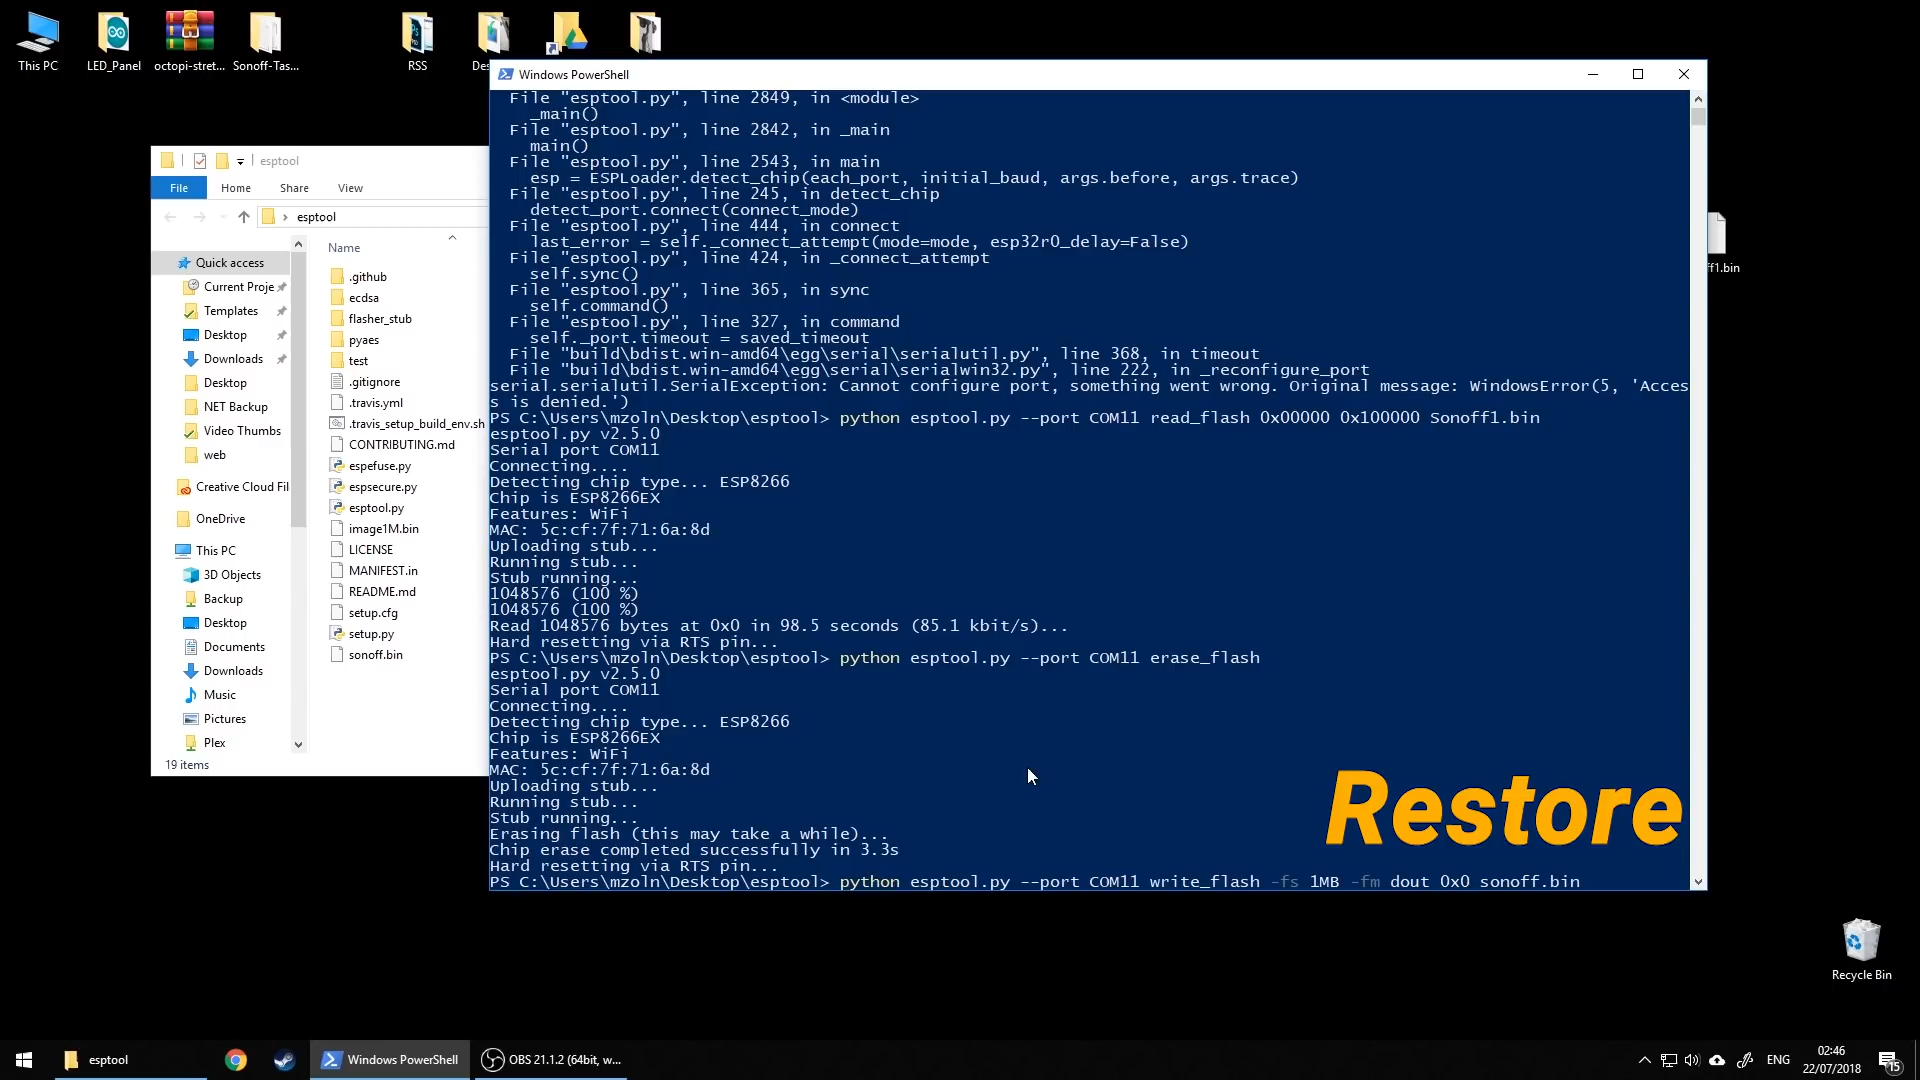 This PC
LED_Panel
octopi-stret...
Sonoff-Tas...
RSS
Des
Windows PowerShell
File "esptool.py", line 2849, in <module>
_main()
File "esptool.py", line 2842, in _main
main()
File "esptool.py", line 2543, in main
esp = ESPLoader.detect_chip(each_port, initial_baud, args.before, args.trace)
File "esptool.py", line 245, in detect_chip
detect_port.connect(connect_mode)
File "esptool.py", line 444, in connect
last_error = self._connect_attempt(mode=mode, esp32r0_delay=False)
File "esptool.py", line 424, in _connect_attempt
self.sync()
File "esptool.py", line 365, in sync
self.command()
File "esptool.py", line 327, in command
self._port.timeout = saved_timeout
File "build\bdist.win-amd64\egg\serial\serialutil.py", line 368, in timeout
File "build\bdist.win-amd64\egg\serial\serialwin32.py", line 222, in _reconfigure_port
serial.serialutil.SerialException: Cannot configure port, something went wrong. Original message: WindowsError(5, 'Acces
s is denied.')
PS C:\Users\mzoln\Desktop\esptool> python esptool.py --port COM11 read_flash 0x00000 0x100000 Sonoff1.bin
esptool.py v2.5.0
Serial port COM11
Connecting....
Detecting chip type... ESP8266
Chip is ESP8266EX
Features: WiFi
MAC: 5c:cf:7f:71:6a:8d
Uploading stub...
Running stub...
Stub running...
1048576 (100 %)
1048576 (100 %)
Read 1048576 bytes at 0x0 in 98.5 seconds (85.1 kbit/s)...
Hard resetting via RTS pin...
PS C:\Users\mzoln\Desktop\esptool> python esptool.py --port COM11 erase_flash
esptool.py v2.5.0
Serial port COM11
Connecting....
Detecting chip type... ESP8266
Chip is ESP8266EX
Features: WiFi
MAC: 5c:cf:7f:71:6a:8d
Uploading stub...
Running stub...
Stub running...
Erasing flash (this may take a while)...
Chip erase completed successfully in 3.3s
Hard resetting via RTS pin...
PS C:\Users\mzoln\Desktop\esptool> python esptool.py --port COM11 write_flash -fs 1MB -fm dout 0x0 sonoff.bin
Restore
esptool
File
Home
Share
View
esptool
Quick access
Current Proje
Templates
Desktop
Downloads
Desktop
NET Backup
Video Thumbs
web
Creative Cloud Fil
OneDrive
This PC
3D Objects
Backup
Desktop
Documents
Downloads
Music
Pictures
Plex
Name
.github
ecdsa
flasher_stub
pyaes
test
.gitignore
.travis.yml
.travis_setup_build_env.sh
CONTRIBUTING.md
espefuse.py
espsecure.py
esptool.py
image1M.bin
LICENSE
MANIFEST.in
README.md
setup.cfg
setup.py
sonoff.bin
19 items
ff1.bin
Recycle Bin
esptool
Windows PowerShell
OBS 21.1.2 (64bit, w...
ENG
02:46
22/07/2018
15